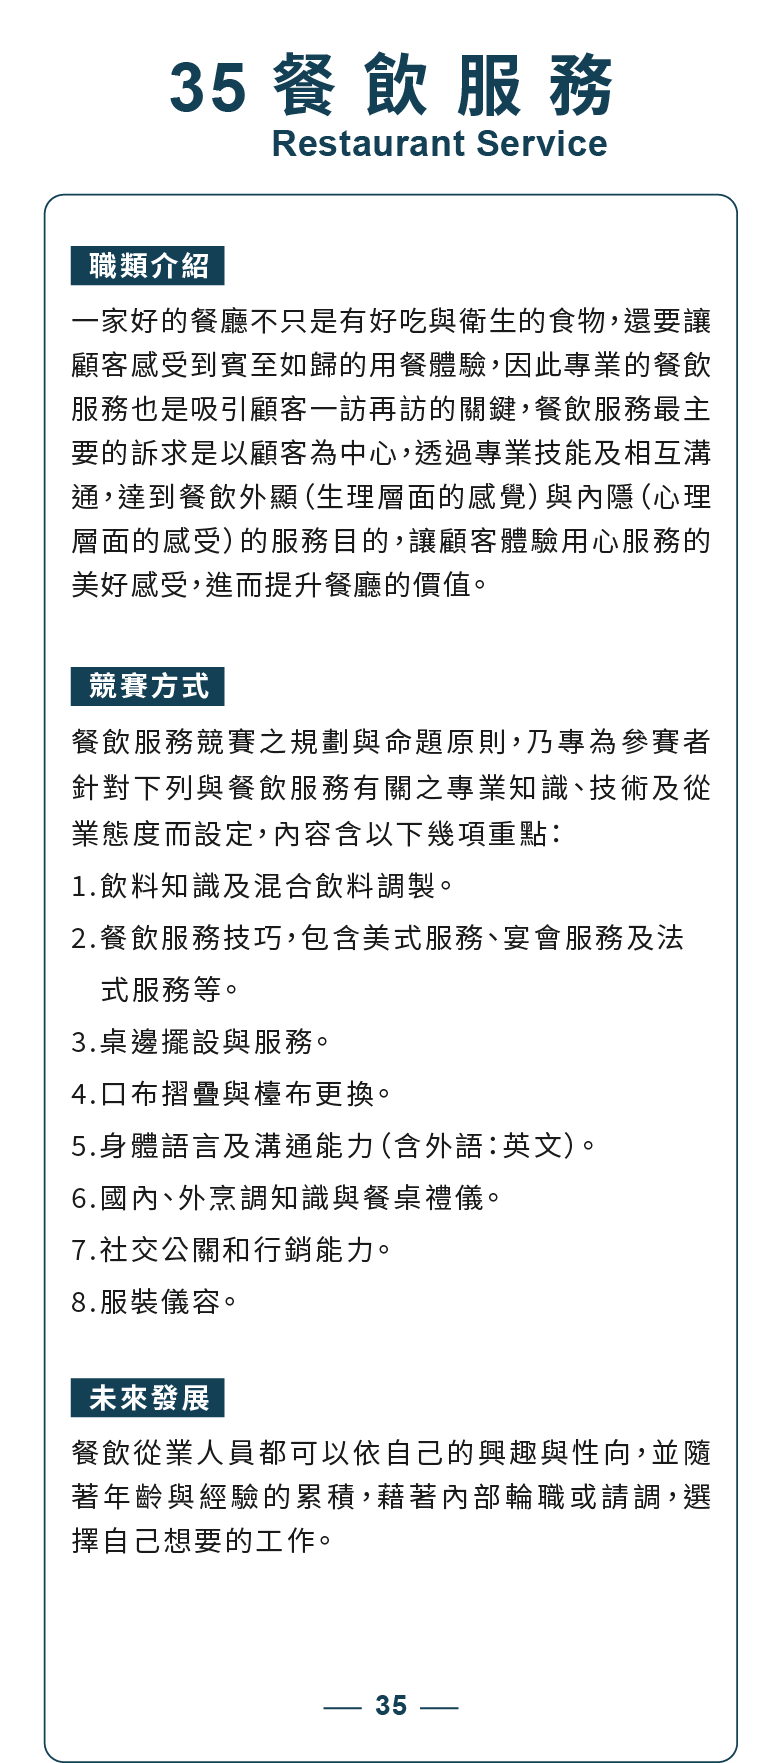 35 餐飲服務
Restaurant Service
職類介紹
一家好的餐廳不只是有好吃與衛生的食物，還要讓
顧客感受到賓至如歸的用餐體驗，因此專業的餐飲
服務也是吸引顧客一訪再訪的關鍵，餐飲服務最主
要的訴求是以顧客為中心，透過專業技能及相互溝
通，達到餐飲外顯（生理層面的感覺）與內隱（心理
層面的感受）的服務目的，讓顧客體驗用心服務的
美好感受，進而提升餐廳的價值。
競賽方式
餐飲服務競賽之規劃與命題原則，乃專為參賽者
針對下列與餐飲服務有關之專業知識、技術及從
業態度而設定，內容含以下幾項重點：
1.飲料知識及混合飲料調製。
2.餐飲服務技巧，包含美式服務、宴會服務及法
式服務等。
3.桌邊擺設與服務。
4.口布摺疊與檯布更換。
5.身體語言及溝通能力（含外語：英文）。
6.國內、外烹調知識與餐桌禮儀。
7.社交公關和行銷能力。
8.服裝儀容。
未來發展
餐飲從業人員都可以依自己的興趣與性向，並隨
著年齡與經驗的累積，藉著內部輪職或請調，選
擇自己想要的工作。
35